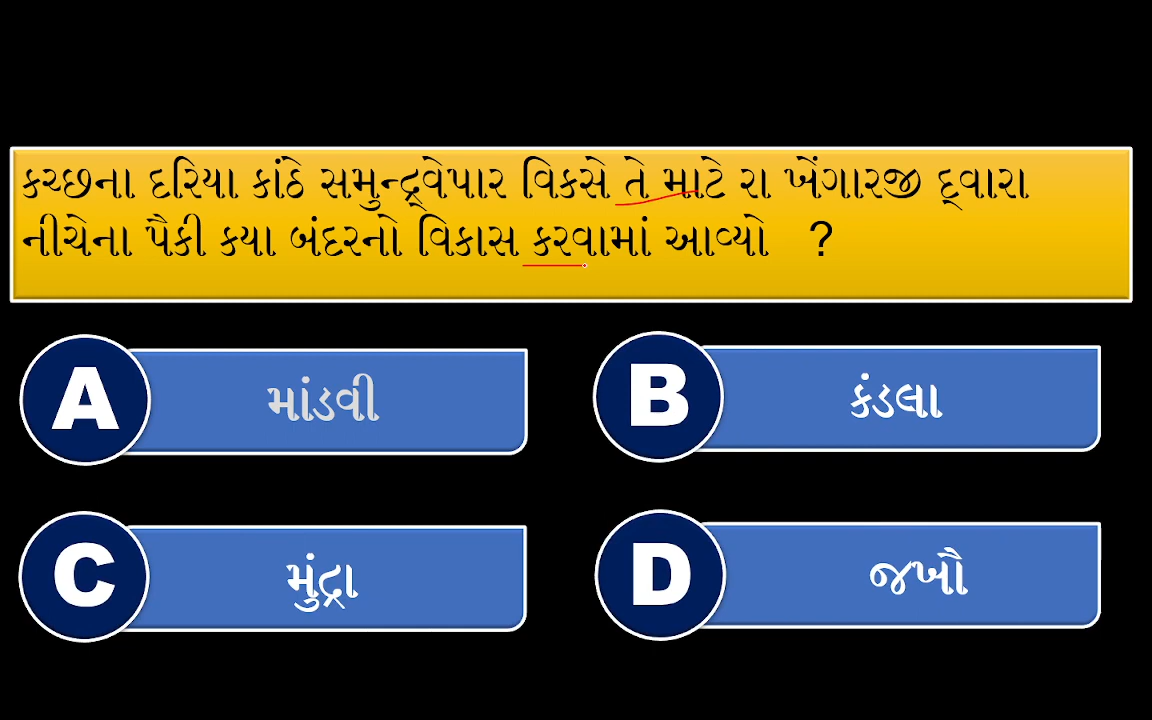 કચ્છના દરિયા કાંઠે સમુન્દ્રવેપાર વિકસે તે માટે રા ખેંગારજી દ્વારા
નીચેના પૈકી કયા બંદરનો વિકાસ કરવામાં આવ્યો ?
A માંડવી
B કંડલા
C મુંદ્રા
D જખૌ